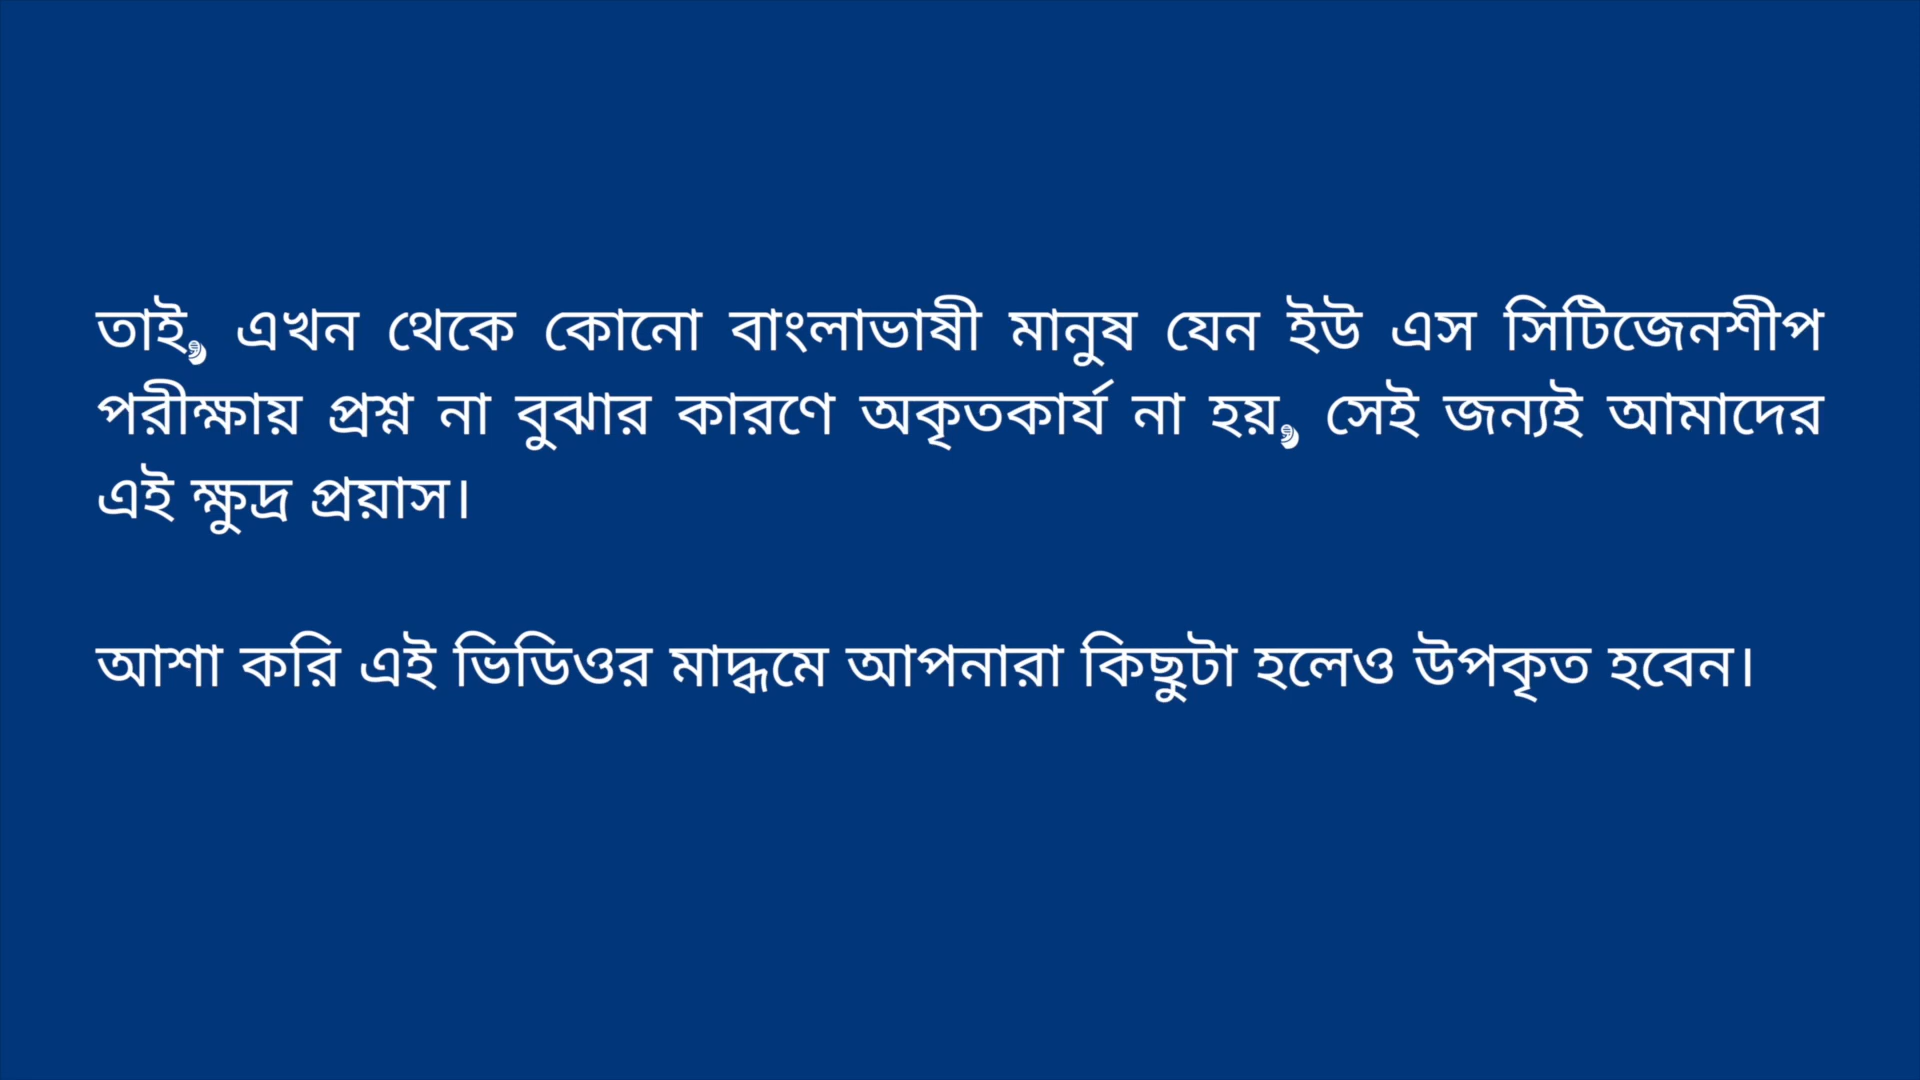 তাই, এখন থেকে কোনো বাংলাভাষী মানুষ যেন ইউ এস সিটিজেনশীপ
পরীক্ষায় প্রশ্ন না বুঝার কারণে অকৃতকার্য না হয়, সেই জন্যই আমাদের
এই ক্ষুদ্র প্রয়াস।
আশা করি এই ভিডিওর মাদ্ধমে আপনারা কিছুটা হলেও উপকৃত হবেন।